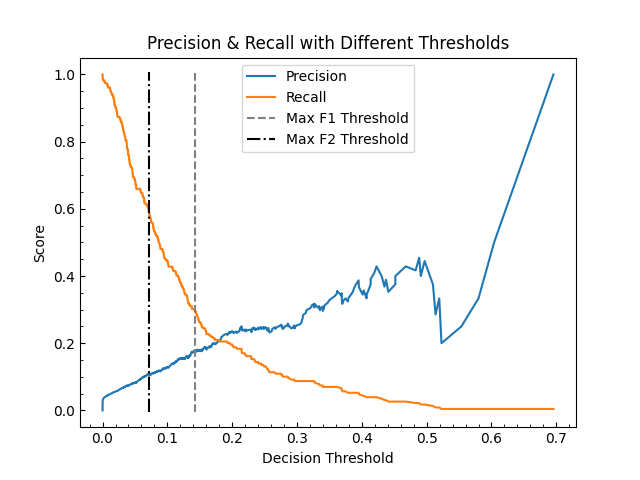 Precision & Recall with Different Thresholds
Precision
Recall
Max F1 Threshold
Max F2 Threshold
Score
1.0
0.8
0.6
0.4
0.2
0.0
0.0 0.1 0.2 0.3 0.4 0.5 0.6 0.7
Decision Threshold